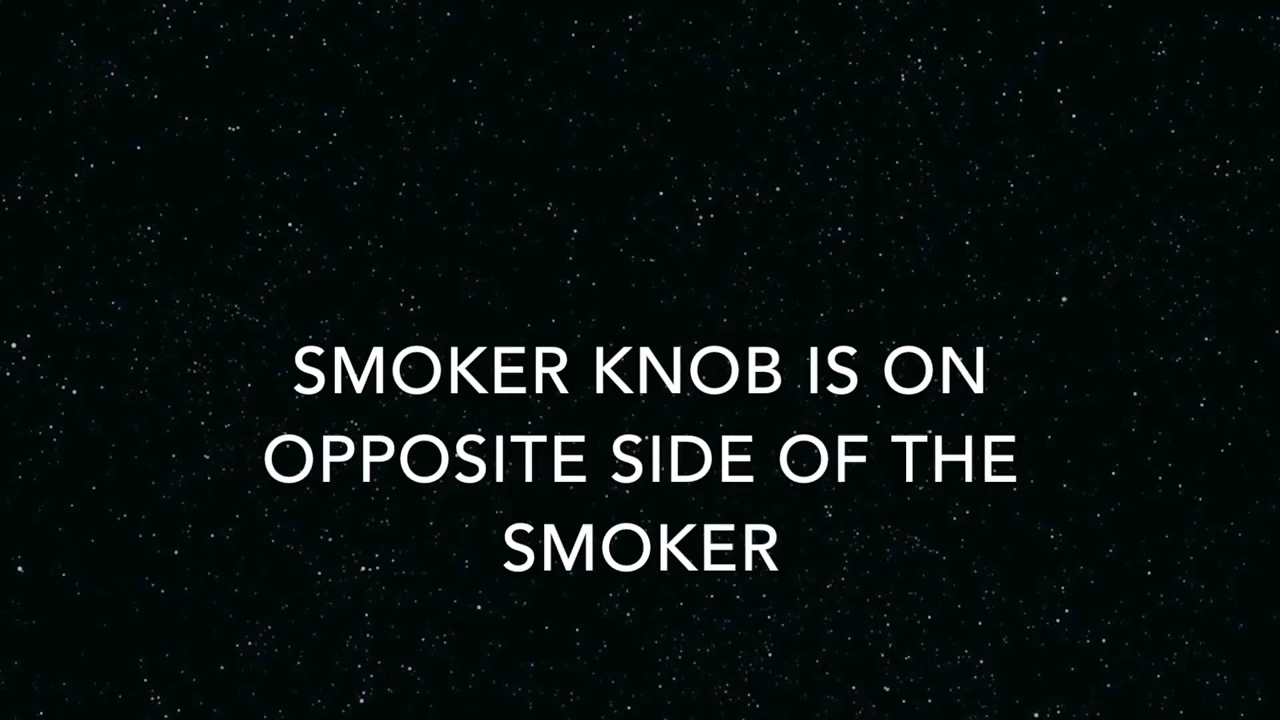 SMOKER KNOB IS ON
OPPOSITE SIDE OF THE
SMOKER